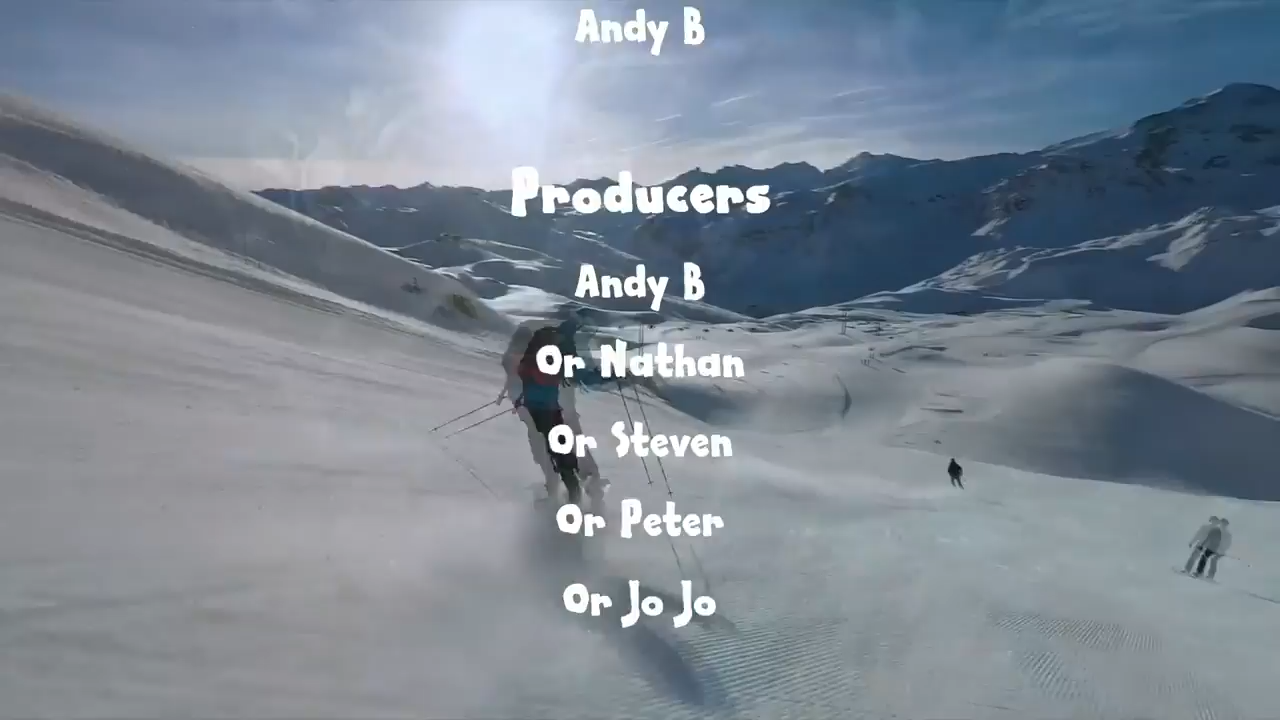 Andy B
Producers
Andy B
Or Nathan
Or Steven
Or Peter
Or Jo Jo